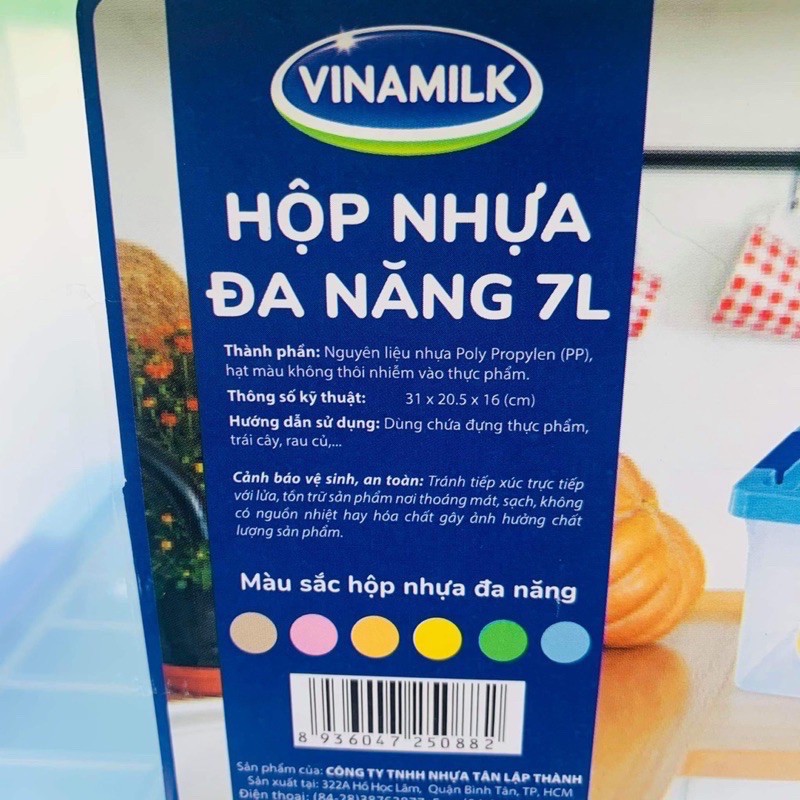 VINAMILK
HỘP NHỰA
ĐA NĂNG 7L
Thành phần: Nguyên liệu nhựa Poly Propylen (PP),
hạt màu không thôi nhiễm vào thực phẩm.
Thông số kỹ thuật: 31 x 20.5 x 16 (cm)
Hướng dẫn sử dụng: Dùng chứa đựng thực phẩm,
trái cây, rau củ,...
Cảnh báo vệ sinh, an toàn: Tránh tiếp xúc trực tiếp
với lửa, tồn trữ sản phẩm nơi thoáng mát, sạch, không
có nguồn nhiệt hay hóa chất gây ảnh hưởng chất
lượng sản phẩm.
Màu sắc hộp nhựa đa năng
8 936047 250882
Sản phẩm của: CÔNG TY TNHH NHỰA TÂN LẬP THÀNH
Sản xuất tại: 322A Hồ Học Lãm, Quận Bình Tân, TP, HCM
Điện thoại: